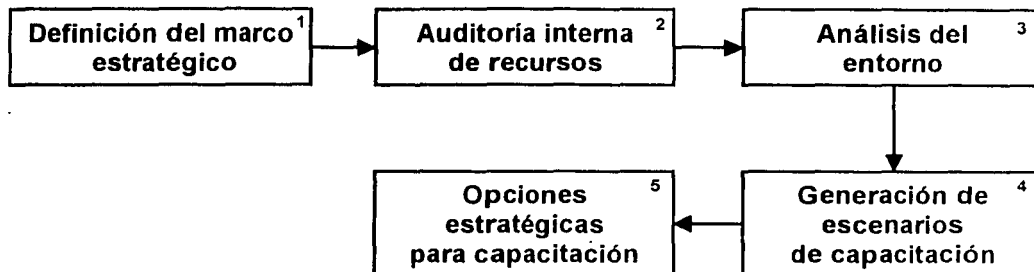 Definición del marco 1
estratégico
Auditoría interna 2
de recursos
Análisis del 3
entorno
Generación de 4
escenarios
de capacitación
Opciones 5
estratégicas
para capacitación